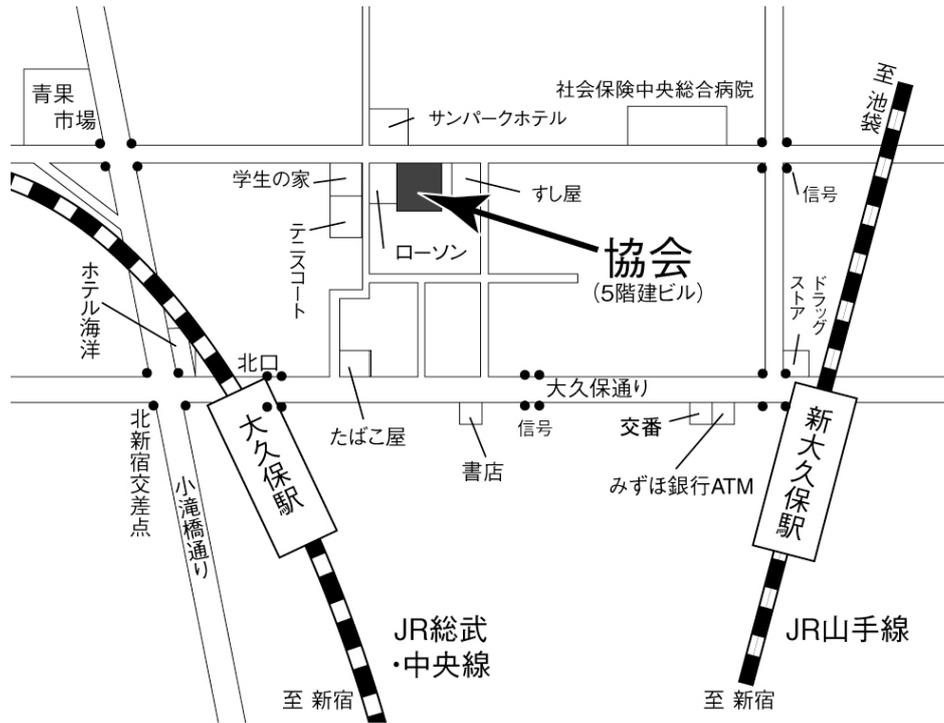 至 池袋
青果
市場
社会保険中央総合病院
サンパークホテル
学生の家
すし屋
信号
テニスコート
ローソン
協会
(5階建ビル)
ホテル海洋
ドラッグ
ストア
北口
大久保通り
たばこ屋
書店
信号
交番
みずほ銀行ATM
大久保駅
新大久保駅
北新宿交差点
小滝橋通り
JR総武
・中央線
JR山手線
至 新宿
至 新宿